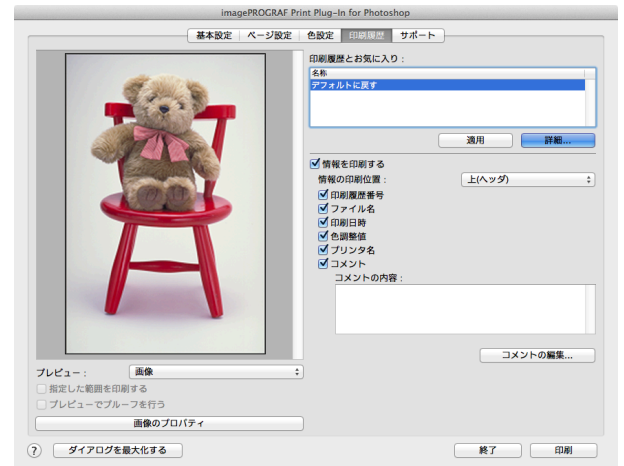 imagePROGRAF Print Plug-In for Photoshop
基本設定 ページ設定 色設定 印刷履歴 サポート
印刷履歴とお気に入り：
名称
デフォルトに戻す
適用 詳細...
情報を印刷する
情報の印刷位置： 上(ヘッダ)
印刷履歴番号
ファイル名
印刷日時
色調整値
プリンタ名
コメント
コメントの内容：
コメントの編集...
プレビュー： 画像
指定した範囲を印刷する
プレビューでプルーフを行う
画像のプロパティ
? ダイアログを最大化する 終了 印刷